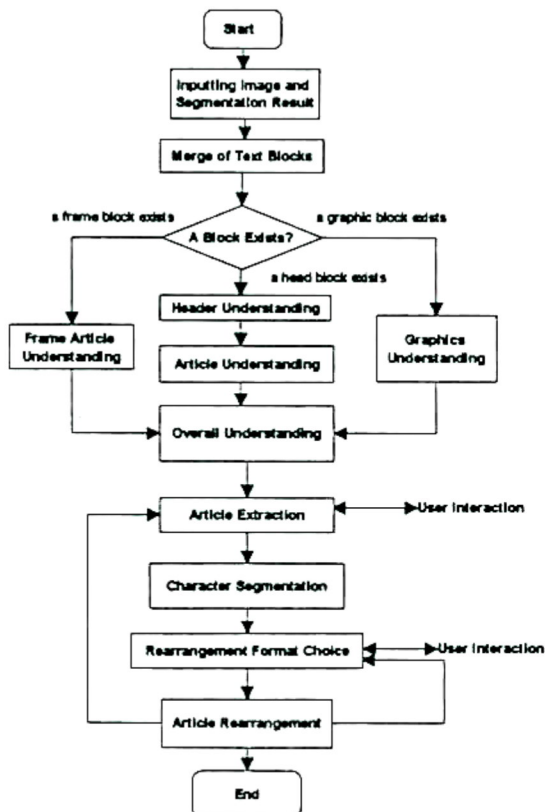 Start
Inputting Image and
Segmentation Result
Merge of Text Blocks
a frame block exists
a graphic block exists
A Block Exists?
a head block exists
Header Understanding
Frame Article
Understanding
Graphics
Understanding
Article Understanding
Overall Understanding
Article Extraction
User Interaction
Character Segmentation
Rearrangement Format Choice
User Interaction
Article Rearrangement
End